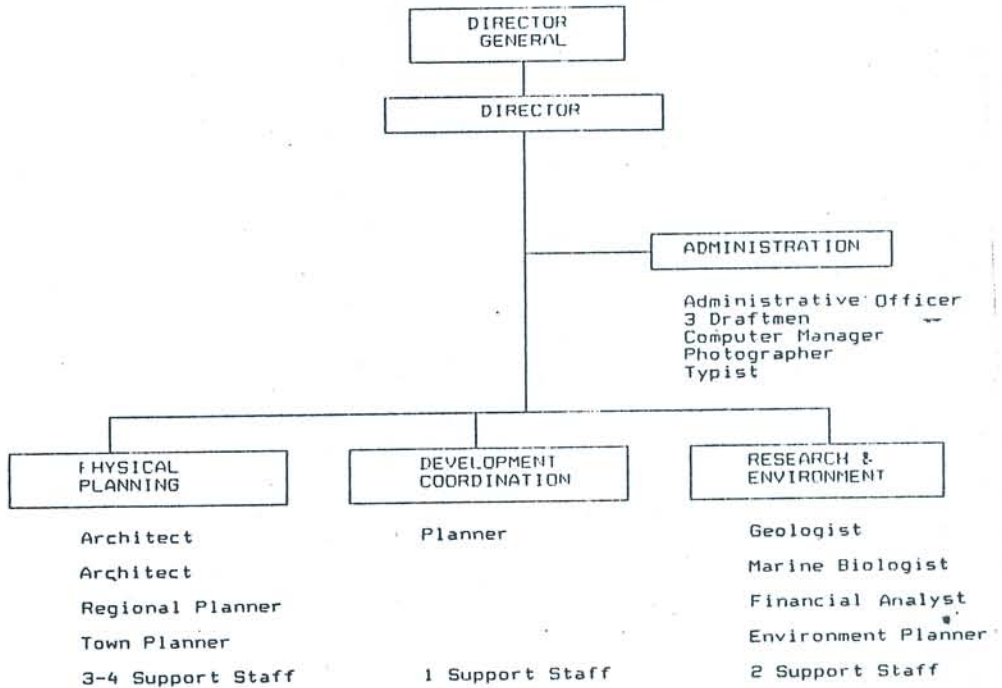 DIRECTOR
GENERAL
DIRECTOR
ADMINISTRATION
Administrative Officer
3 Draftmen
Computer Manager
Photographer
Typist
PHYSICAL
PLANNING
Architect
Architect
Regional Planner
Town Planner
3-4 Support Staff
DEVELOPMENT
COORDINATION
Planner
1 Support Staff
RESEARCH &
ENVIRONMENT
Geologist
Marine Biologist
Financial Analyst
Environment Planner
2 Support Staff